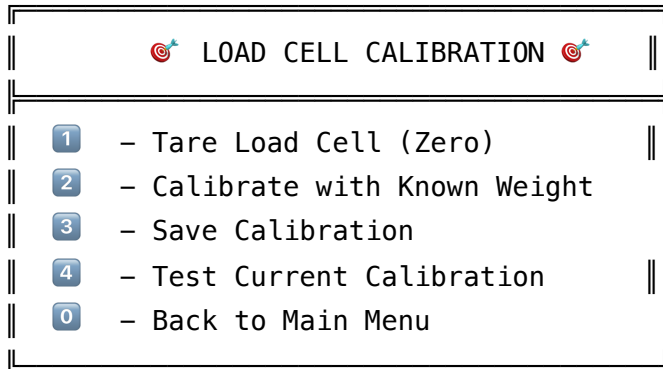 🎯 LOAD CELL CALIBRATION 🎯
1️⃣ – Tare Load Cell (Zero)
2️⃣ – Calibrate with Known Weight
3️⃣ – Save Calibration
4️⃣ – Test Current Calibration
0️⃣ – Back to Main Menu